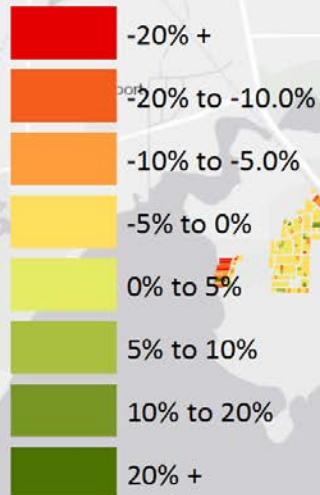 -20% +
-20% to -10.0%
-10% to -5.0%
-5% to 0%
0% to 5%
5% to 10%
10% to 20%
20% +